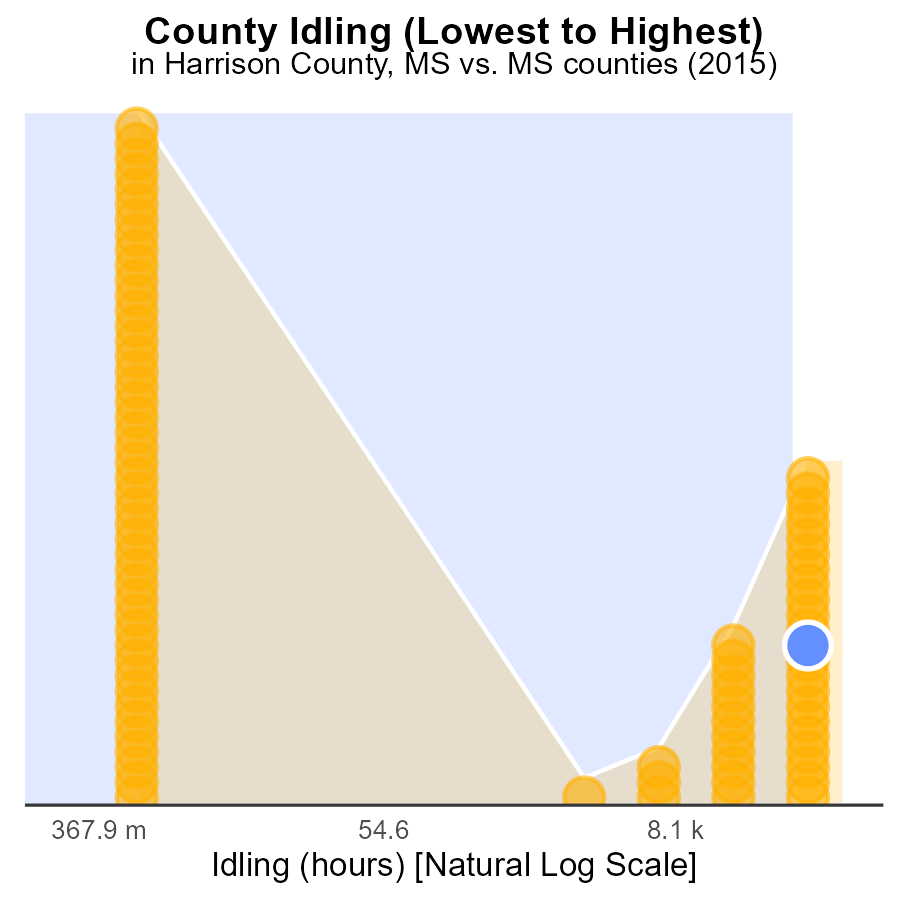 County Idling (Lowest to Highest)
in Harrison County, MS vs. MS counties (2015)
367.9 m 54.6 8.1 k
Idling (hours) [Natural Log Scale]